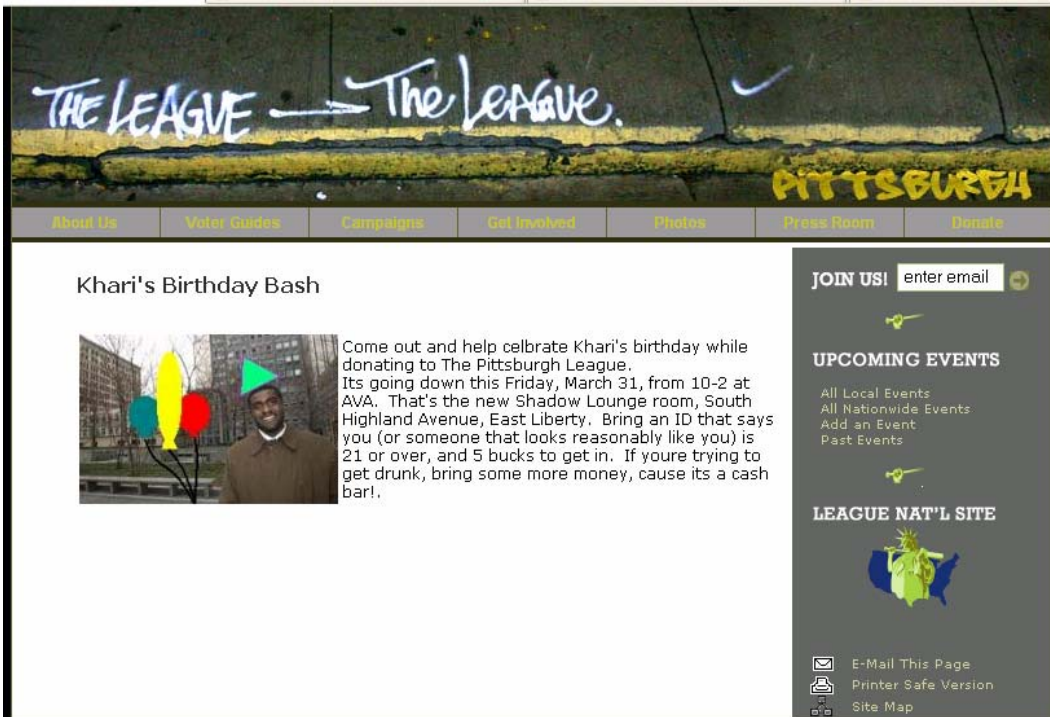 THE LEAGUE — The League.
PITTSBURGH
About Us Voter Guides Campaigns Get Involved Photos Press Room Donate
Khari's Birthday Bash
Come out and help celbrate Khari's birthday while
donating to The Pittsburgh League.
Its going down this Friday, March 31, from 10-2 at
AVA. That's the new Shadow Lounge room, South
Highland Avenue, East Liberty. Bring an ID that says
you (or someone that looks reasonably like you) is
21 or over, and 5 bucks to get in. If youre trying to
get drunk, bring some more money, cause its a cash
bar!.
JOIN US! enter email
UPCOMING EVENTS
All Local Events
All Nationwide Events
Add an Event
Past Events
LEAGUE NAT'L SITE
E-Mail This Page
Printer Safe Version
Site Map